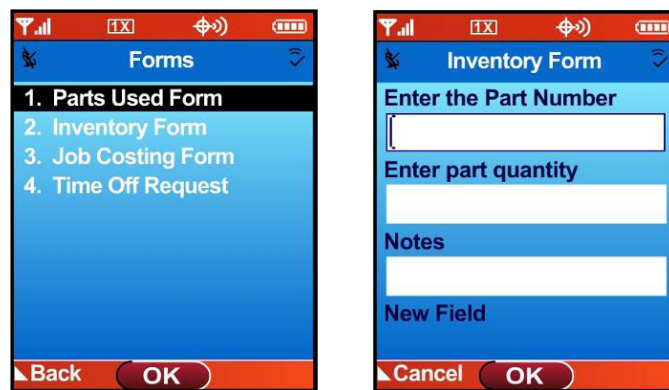 1X
Forms
1. Parts Used Form
2. Inventory Form
3. Job Costing Form
4. Time Off Request
Back
OK
1X
Inventory Form
Enter the Part Number
Enter part quantity
Notes
New Field
Cancel
OK